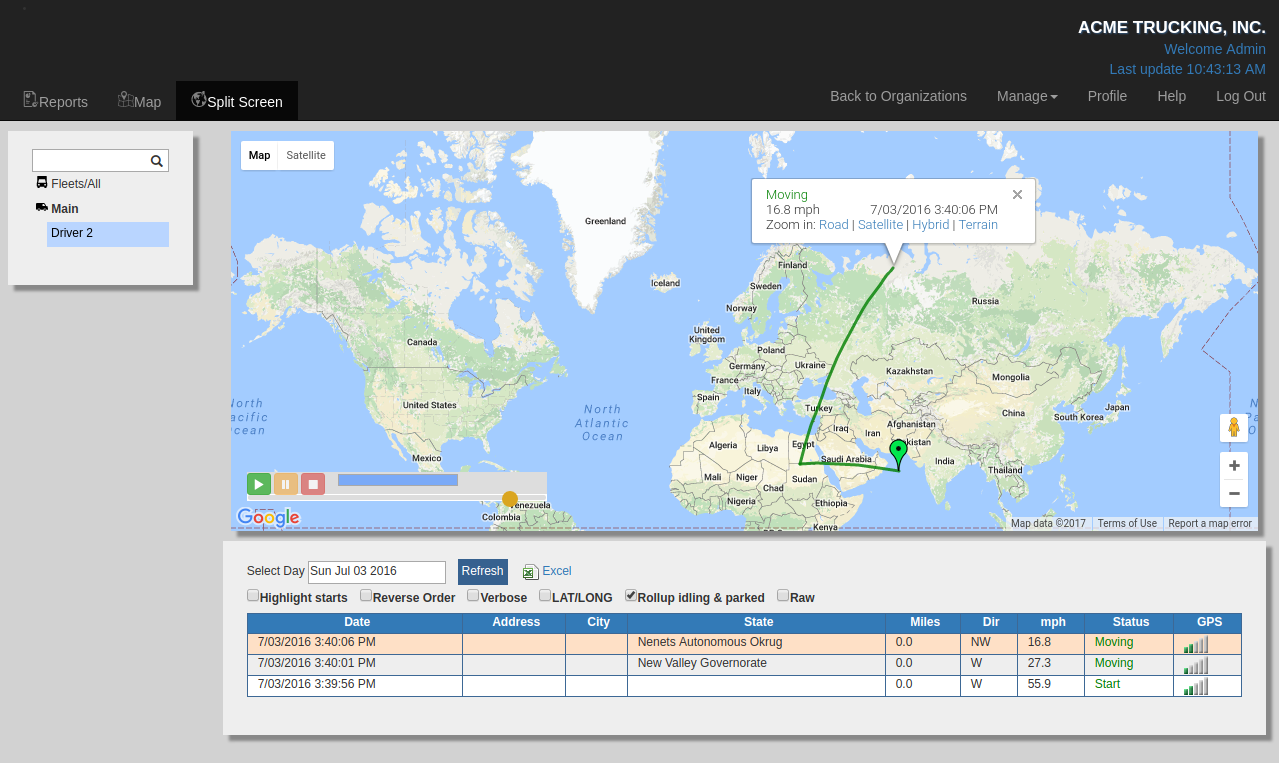 ACME TRUCKING, INC.
Welcome Admin
Last update 10:43:13 AM
Reports Map Split Screen Back to Organizations Manage Profile Help Log Out
Fleets/All
Main
Driver 2
Map Satellite
Moving
16.8 mph 7/03/2016 3:40:06 PM
Zoom in: Road | Satellite | Hybrid | Terrain
Greenland
Iceland
Finland
Sweden
Norway
Russia
United
Kingdom
Canada
Poland
Germany
Ukraine
France
Kazakhstan
Mongolia
Italy
Spain
United States
Turkey
China
Japan
South Korea
North
Atlantic
Ocean
Afghanistan
Iraq
Iran
Algeria
Libya
Egypt
Saudi Arabia
India
Mexico
Mali
Niger
Chad
Sudan
Thailand
Nigeria
Ethiopia
Venezuela
Colombia
Kenya
Google
Map data ©2017 Terms of Use Report a map error
Select Day Sun Jul 03 2016 Refresh Excel
Highlight starts Reverse Order Verbose LAT/LONG Rollup idling & parked Raw
Date Address City State Miles Dir mph Status GPS
7/03/2016 3:40:06 PM Nenets Autonomous Okrug 0.0 NW 16.8 Moving
7/03/2016 3:40:01 PM New Valley Governorate 0.0 W 27.3 Moving
7/03/2016 3:39:56 PM 0.0 W 55.9 Start